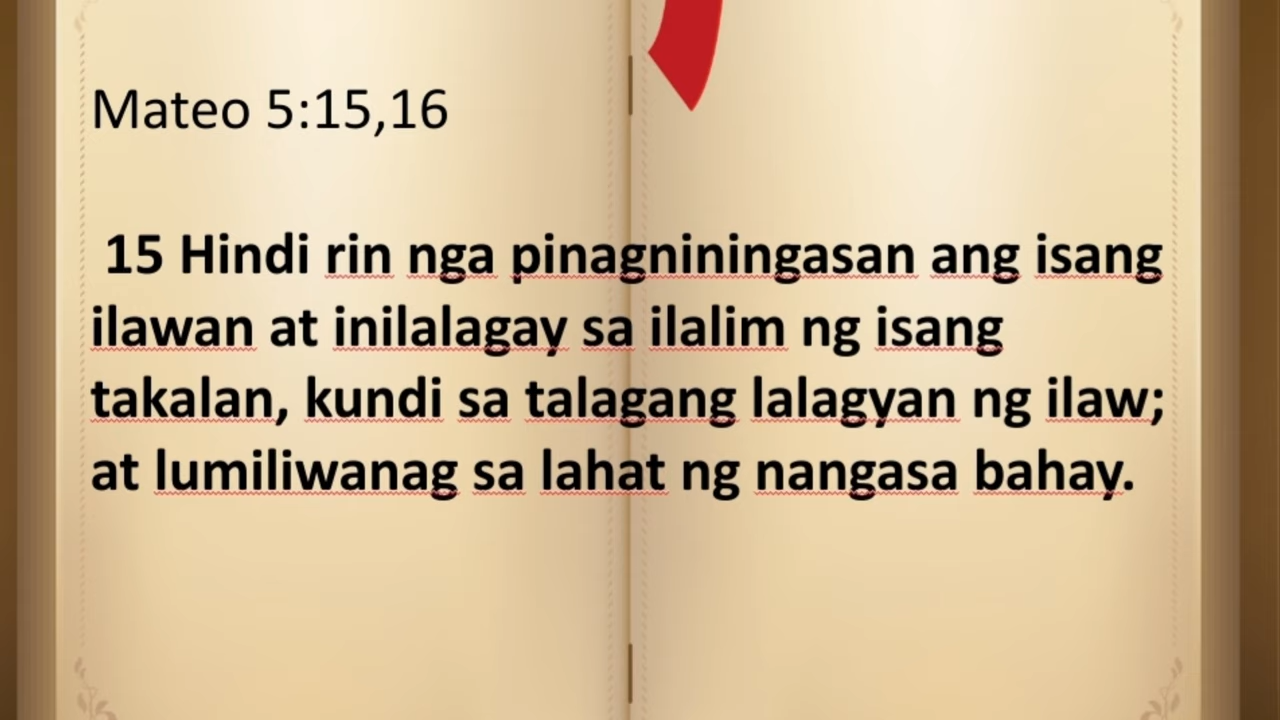 Mateo 5:15,16
15 Hindi rin nga pinagniningasan ang isang
ilawan at inilalagay sa ilalim ng isang
takalan, kundi sa talagang lalagyan ng ilaw;
at lumiliwanag sa lahat ng nangasa bahay.